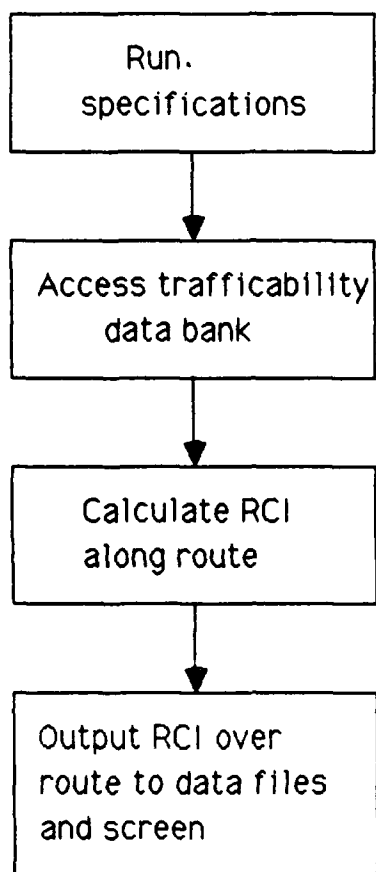 Run.
specifications
Access trafficability
data bank
Calculate RCI
along route
Output RCI over
route to data files
and screen